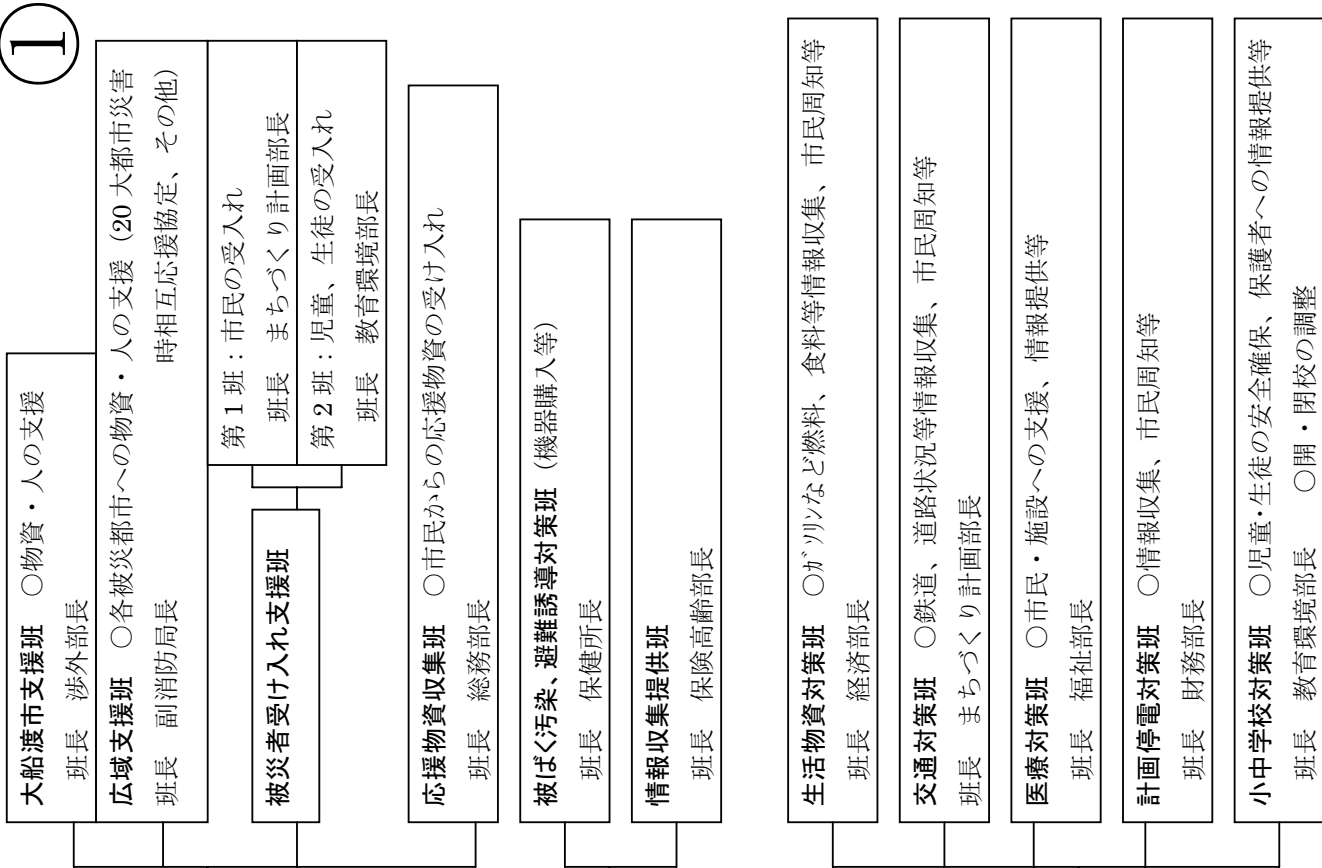 ①
大船渡市支援班　○物資・人の支援
班長　渉外部長
広域支援班　○各被災都市への物資・人の支援（20 大都市災害
班長　副消防局長　時相互応援協定、その他）
被災者受け入れ支援班
第１班：市民の受入れ
班長　まちづくり計画部長
第２班：児童、生徒の受入れ
班長　教育環境部長
応援物資収集班　○市民からの応援物資の受け入れ
班長　総務部長
被ばく汚染、避難誘導対策班（機器購入等）
班長　保健所長
情報収集提供班
班長　保険高齢部長
生活物資対策班　○ｶﾞｿﾘﾝなど燃料、食料等情報収集、市民周知等
班長　経済部長
交通対策班　○鉄道、道路状況等情報収集、市民周知等
班長　まちづくり計画部長
医療対策班　○市民・施設への支援、情報提供等
班長　福祉部長
計画停電対策班　○情報収集、市民周知等
班長　財務部長
小中学校対策班　○児童・生徒の安全確保、保護者への情報提供等
班長　教育環境部長　○開・閉校の調整